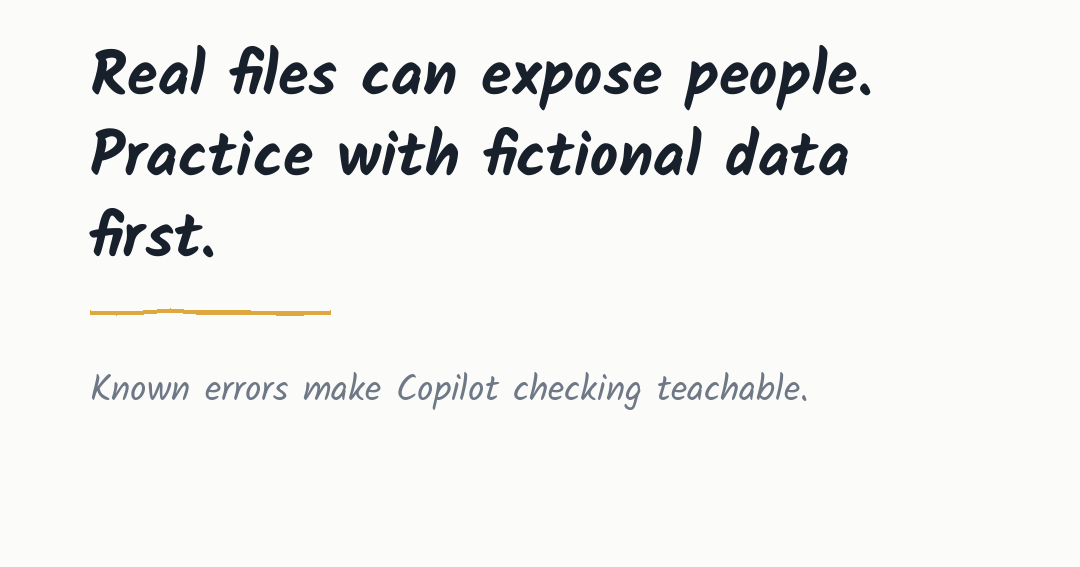 Real files can expose people.
Practice with fictional data
first.
Known errors make Copilot checking teachable.